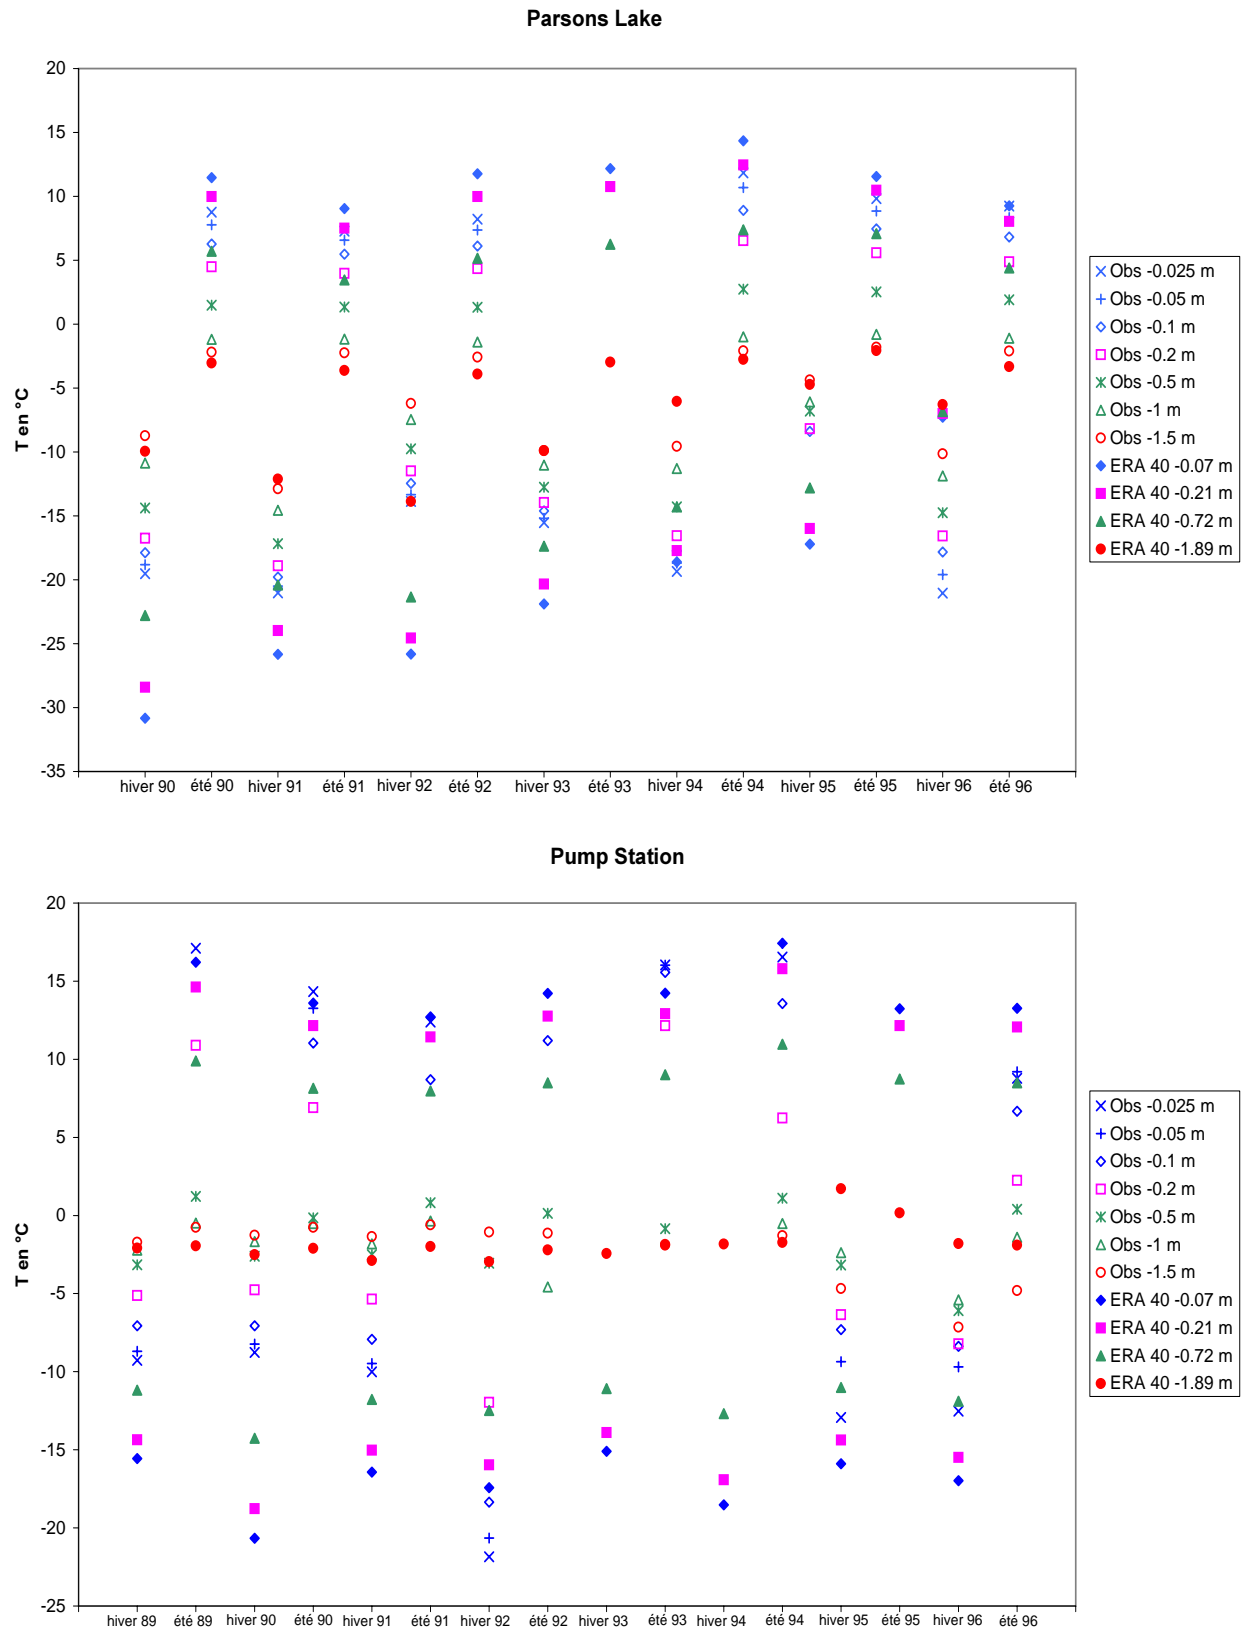 Parsons Lake
20
15
10
5
0
-5
-10
-15
-20
-25
-30
-35
T en °C
hiver 90 été 90 hiver 91 été 91 hiver 92 été 92 hiver 93 été 93 hiver 94 été 94 hiver 95 été 95 hiver 96 été 96
Obs -0.025 m
Obs -0.05 m
Obs -0.1 m
Obs -0.2 m
Obs -0.5 m
Obs -1 m
Obs -1.5 m
ERA 40 -0.07 m
ERA 40 -0.21 m
ERA 40 -0.72 m
ERA 40 -1.89 m
Pump Station
20
15
10
5
0
-5
-10
-15
-20
-25
T en °C
hiver 89 été 89 hiver 90 été 90 hiver 91 été 91 hiver 92 été 92 hiver 93 été 93 hiver 94 été 94 hiver 95 été 95 hiver 96 été 96
Obs -0.025 m
Obs -0.05 m
Obs -0.1 m
Obs -0.2 m
Obs -0.5 m
Obs -1 m
Obs -1.5 m
ERA 40 -0.07 m
ERA 40 -0.21 m
ERA 40 -0.72 m
ERA 40 -1.89 m